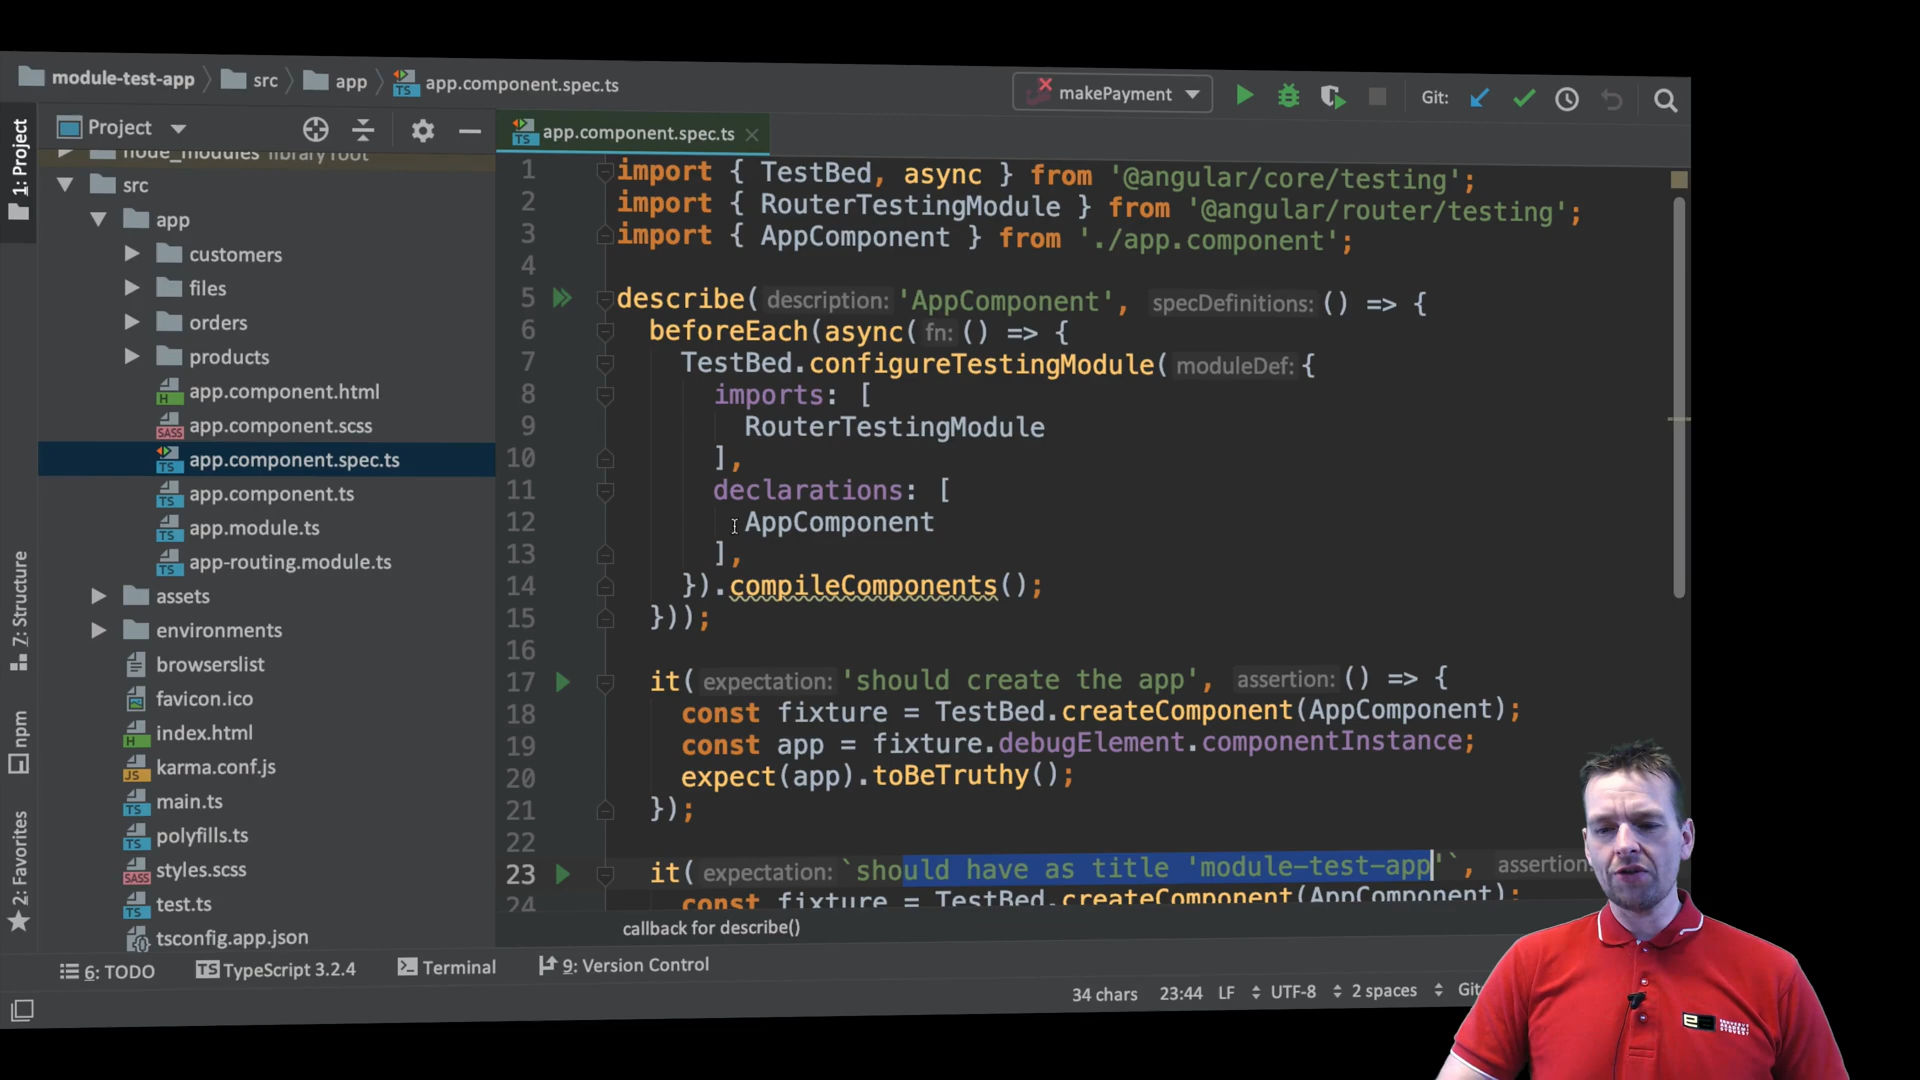 module-test-app
src
app
app.component.spec.ts
makePayment
Git:
1: Project
Project
app.component.spec.ts
node_modules library root
src
app
customers
files
orders
products
app.component.html
app.component.scss
app.component.spec.ts
app.component.ts
app.module.ts
app-routing.module.ts
assets
environments
browserslist
favicon.ico
index.html
karma.conf.js
main.ts
polyfills.ts
styles.scss
test.ts
tsconfig.app.json
Z: Structure
npm
2: Favorites
1 import { TestBed, async } from '@angular/core/testing';
2 import { RouterTestingModule } from '@angular/router/testing';
3 import { AppComponent } from './app.component';
4
5 describe( description: 'AppComponent', specDefinitions: () => {
6 beforeEach(async( fn: () => {
7 TestBed.configureTestingModule( moduleDef: {
8 imports: [
9 RouterTestingModule
10 ],
11 declarations: [
12 AppComponent
13 ],
14 }).compileComponents();
15 }));
16
17 it( expectation: 'should create the app', assertion: () => {
18 const fixture = TestBed.createComponent(AppComponent);
19 const app = fixture.debugElement.componentInstance;
20 expect(app).toBeTruthy();
21 });
22
23 it( expectation: `should have as title 'module-test-app'`, assertion:
24 const fixture = TestBed.createComponent(AppComponent);
callback for describe()
6: TODO
TypeScript 3.2.4
Terminal
9: Version Control
34 chars 23:44 LF UTF-8 2 spaces Git